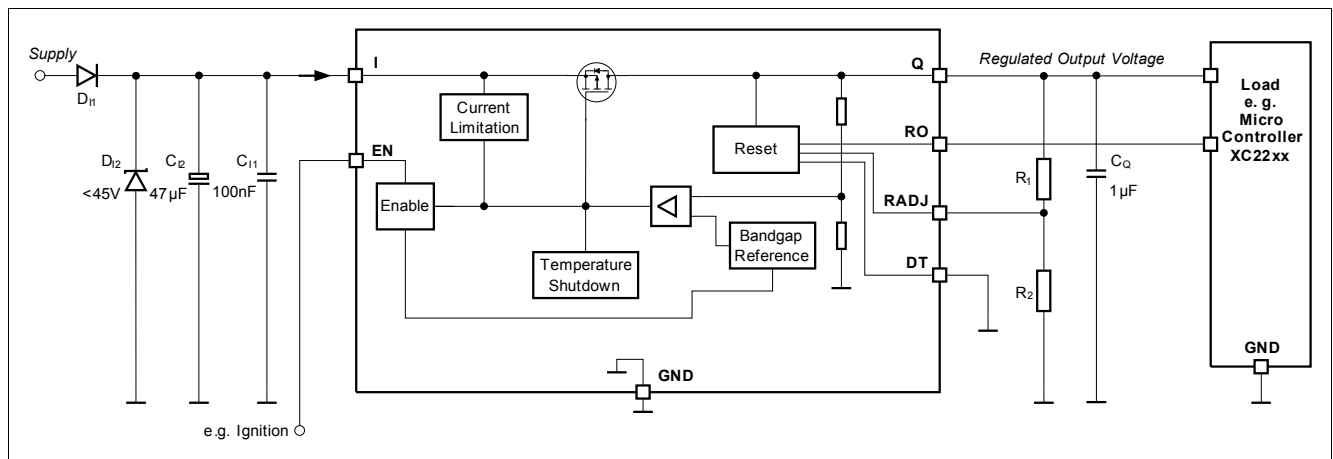 Supply
I
Q
Regulated Output Voltage
Load
e. g.
Micro
Controller
XC22xx
DI1
Current
Limitation
RO
EN
Reset
DI2
CI2
CI1
<45V
47µF
100nF
R1
CQ
1µF
Enable
RADJ
Bandgap
Reference
DT
Temperature
Shutdown
R2
GND
GND
e.g. Ignition